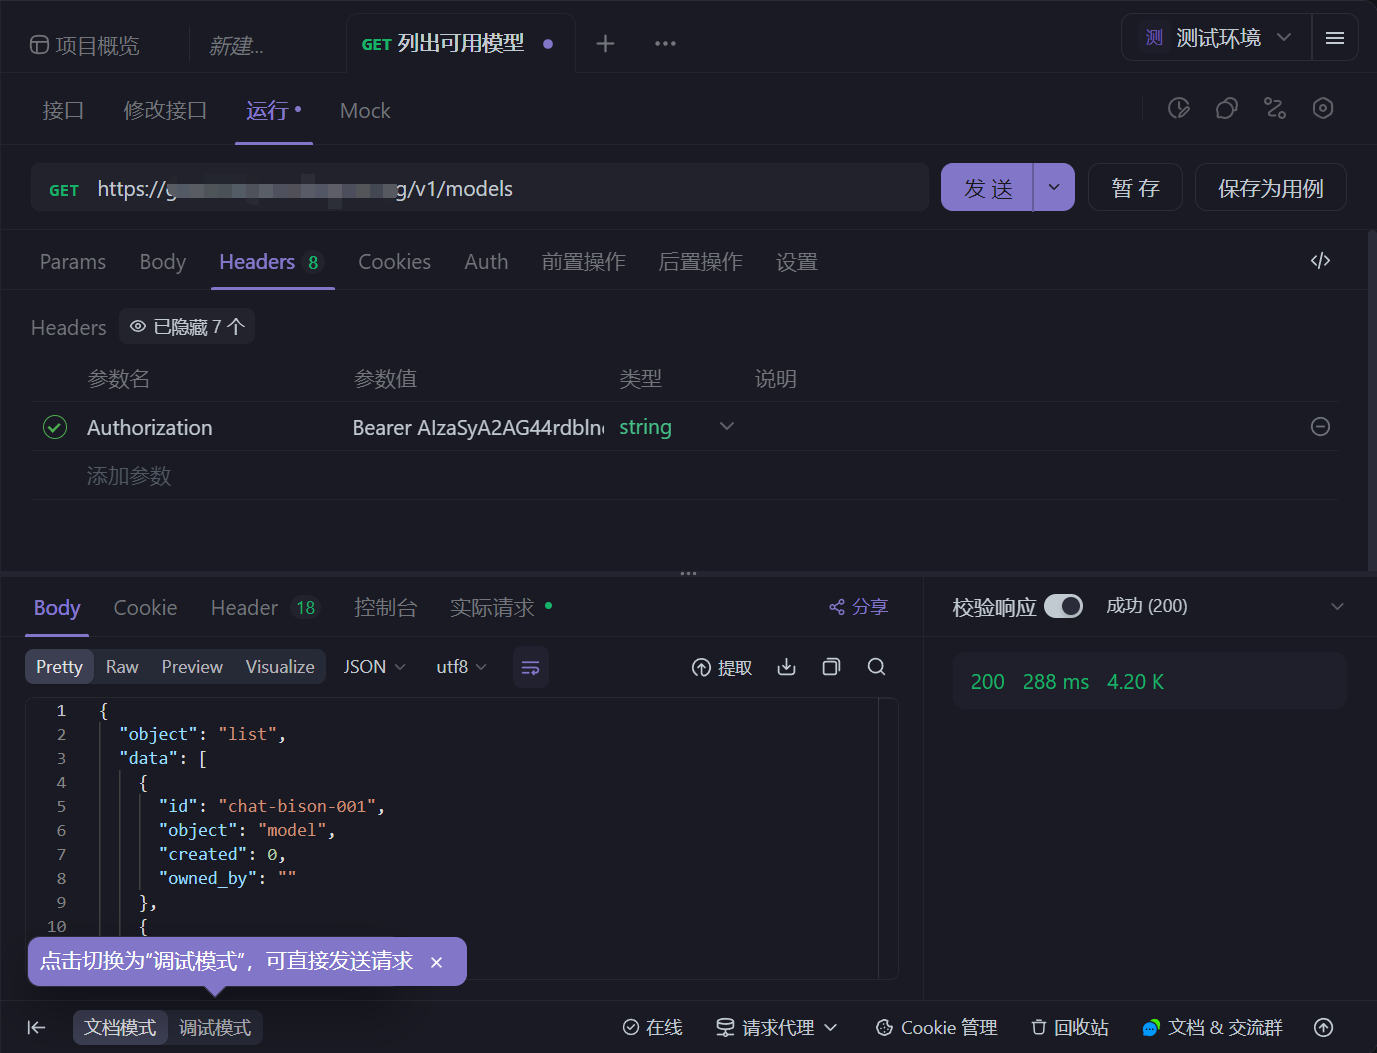 项目概览
新建...
GET 列出可用模型
测 测试环境
接口 修改接口 运行 Mock
GET https://g g/v1/models
发 送
暂 存
保存为用例
Params Body Headers 8 Cookies Auth 前置操作 后置操作 设置
Headers 已隐藏 7 个
参数名 参数值 类型 说明
Authorization Bearer AIzaSyA2AG44rdbln string
添加参数
Body Cookie Header 18 控制台 实际请求 分享
校验响应 成功 (200)
Pretty Raw Preview Visualize JSON utf8 提取
200 288 ms 4.20 K
1 {
2 "object": "list",
3 "data": [
4 {
5 "id": "chat-bison-001",
6 "object": "model",
7 "created": 0,
8 "owned_by": ""
9 },
10 {
点击切换为“调试模式”，可直接发送请求
文档模式 调试模式 在线 请求代理 Cookie 管理 回收站 文档 & 交流群